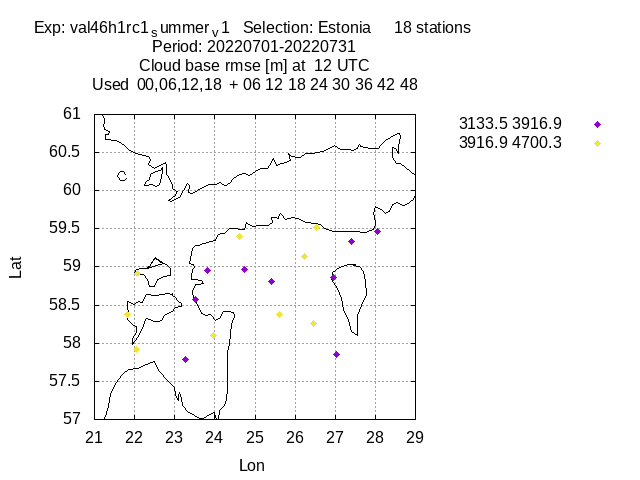 Exp: val46h1rc1summerv1 Selection: Estonia 18 stations
Period: 20220701-20220731
Cloud base rmse [m] at 12 UTC
Used 00,06,12,18 + 06 12 18 24 30 36 42 48
3133.5 3916.9
3916.9 4700.3
61
60.5
60
59.5
59
58.5
58
57.5
57
Lat
21 22 23 24 25 26 27 28 29
Lon